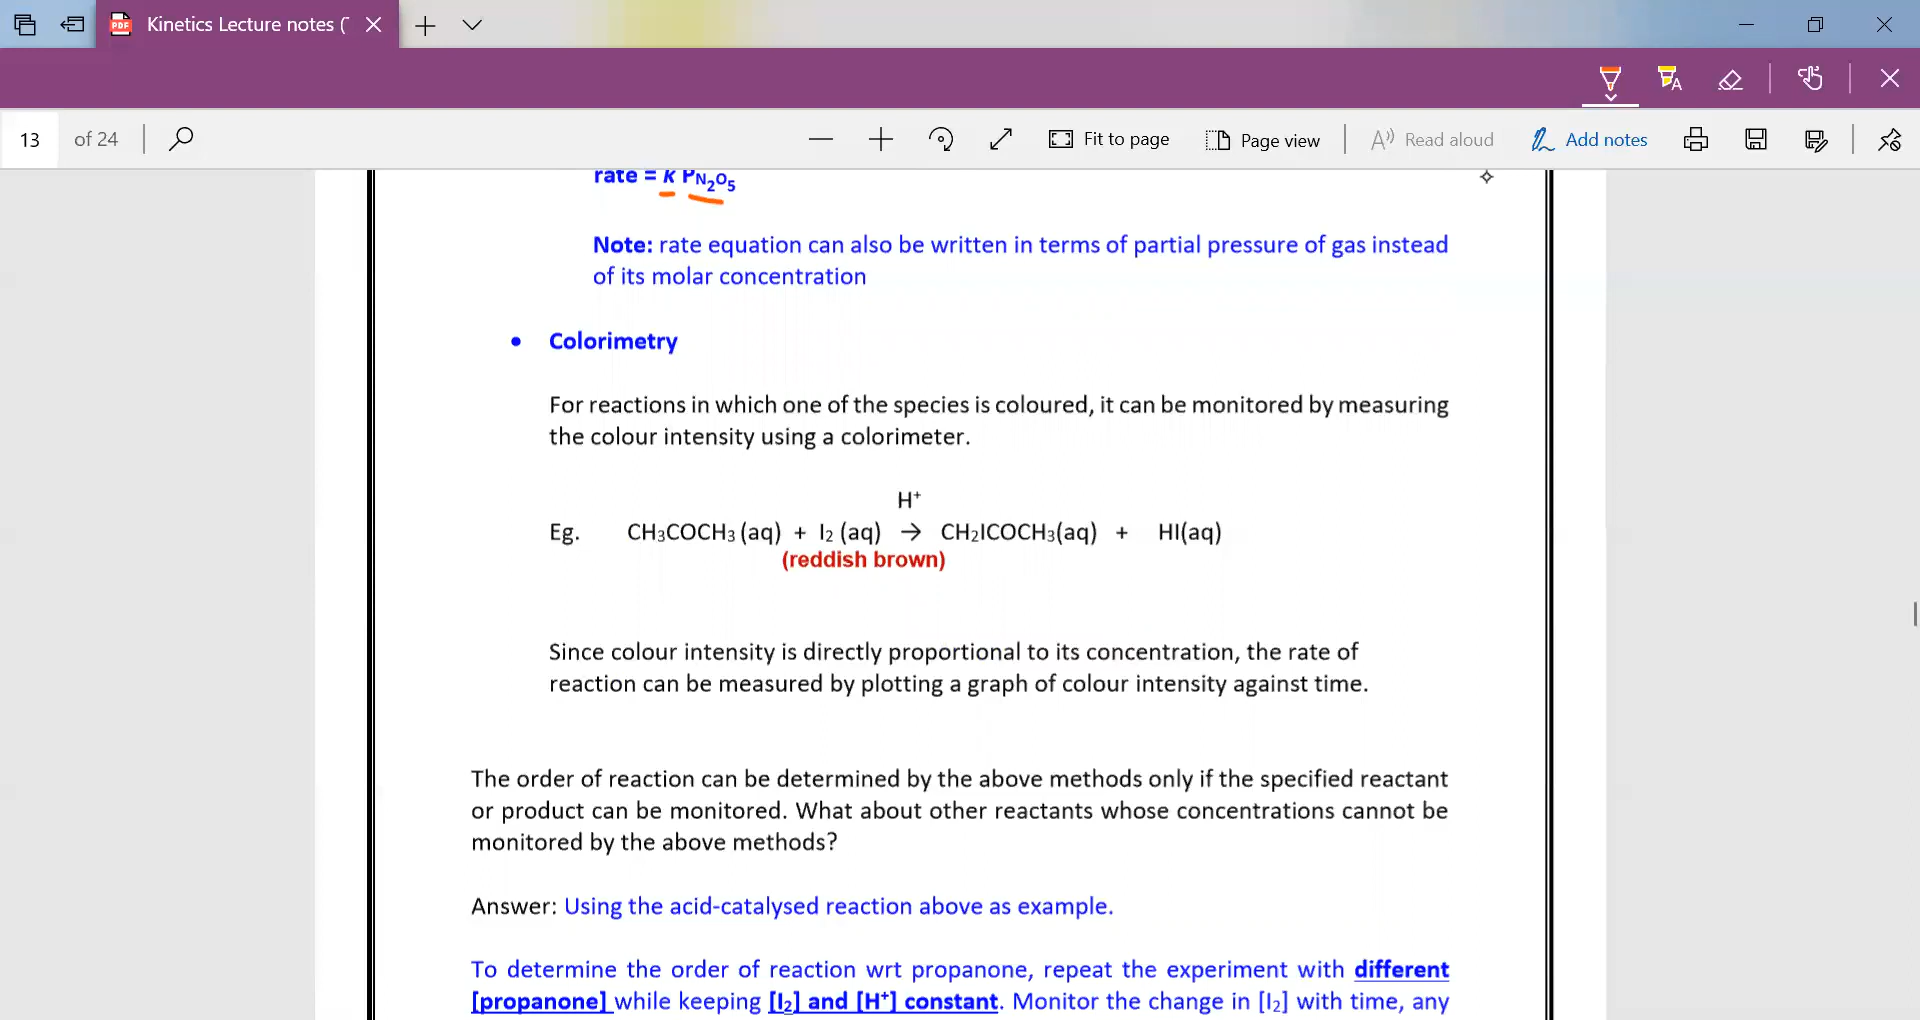 Kinetics Lecture notes (
13 of 24
Fit to page
Page view
Read aloud
Add notes
rate = k P_N₂O₅
Note: rate equation can also be written in terms of partial pressure of gas instead
of its molar concentration
• Colorimetry
For reactions in which one of the species is coloured, it can be monitored by measuring
the colour intensity using a colorimeter.
H⁺
Eg. CH₃COCH₃ (aq) + I₂ (aq) → CH₂ICOCH₃(aq) + HI(aq)
(reddish brown)
Since colour intensity is directly proportional to its concentration, the rate of
reaction can be measured by plotting a graph of colour intensity against time.
The order of reaction can be determined by the above methods only if the specified reactant
or product can be monitored. What about other reactants whose concentrations cannot be
monitored by the above methods?
Answer: Using the acid-catalysed reaction above as example.
To determine the order of reaction wrt propanone, repeat the experiment with different
[propanone] while keeping [I₂] and [H⁺] constant. Monitor the change in [I₂] with time, any